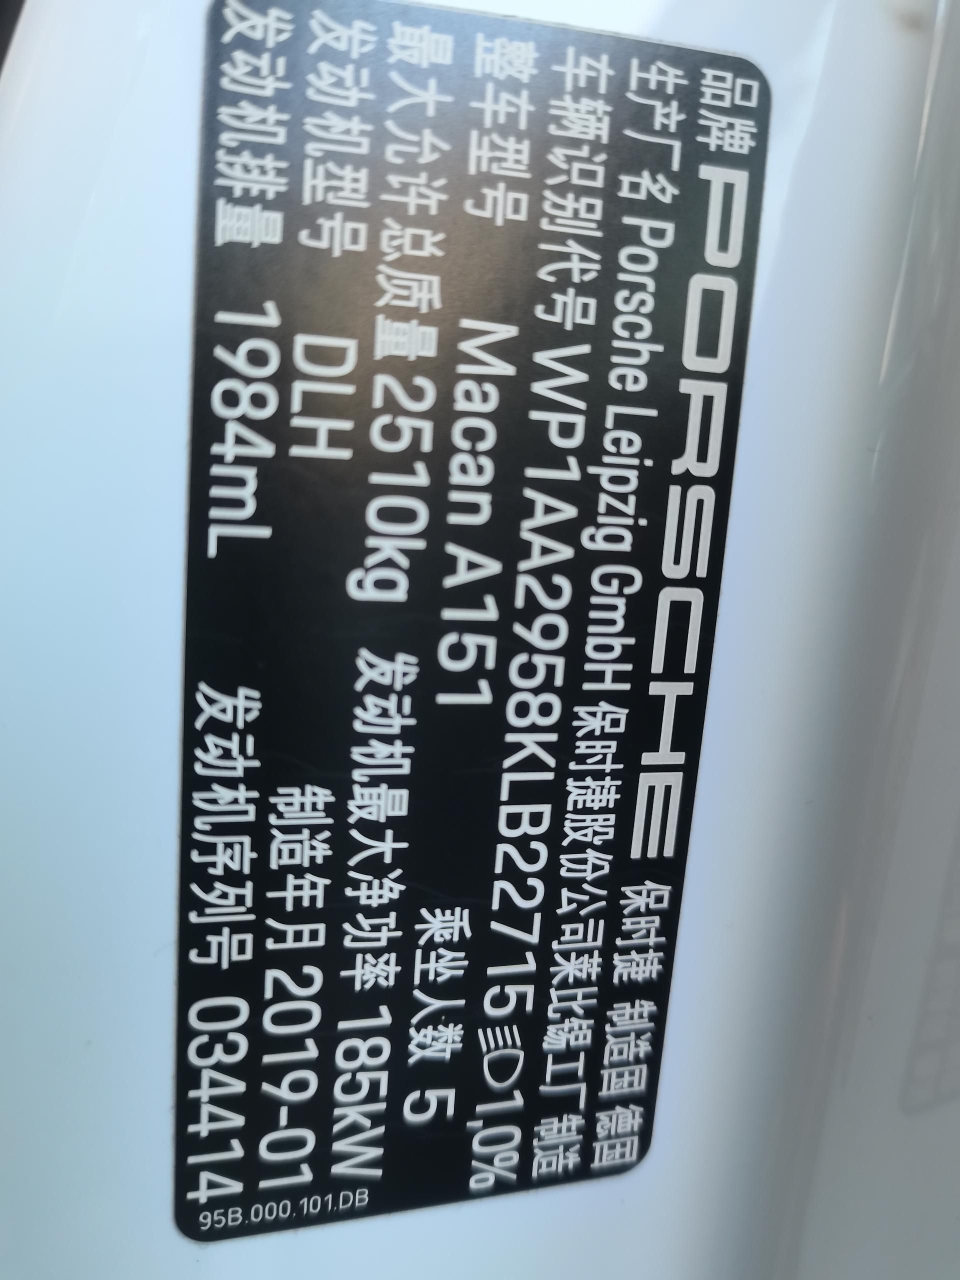 品牌 PORSCHE 保时捷 制造国 德国
生产厂名 Porsche Leipzig GmbH 保时捷股份公司莱比锡工厂 制造
车辆识别代号 WP1AA2958KLB22715 1,0%
整车型号 Macan A151 乘坐人数 5
最大允许总质量 2510kg 发动机最大净功率 185kW
发动机型号 DLH 制造年月 2019-01
发动机排量 1984mL 发动机序列号 034414
95B.000.101.DB